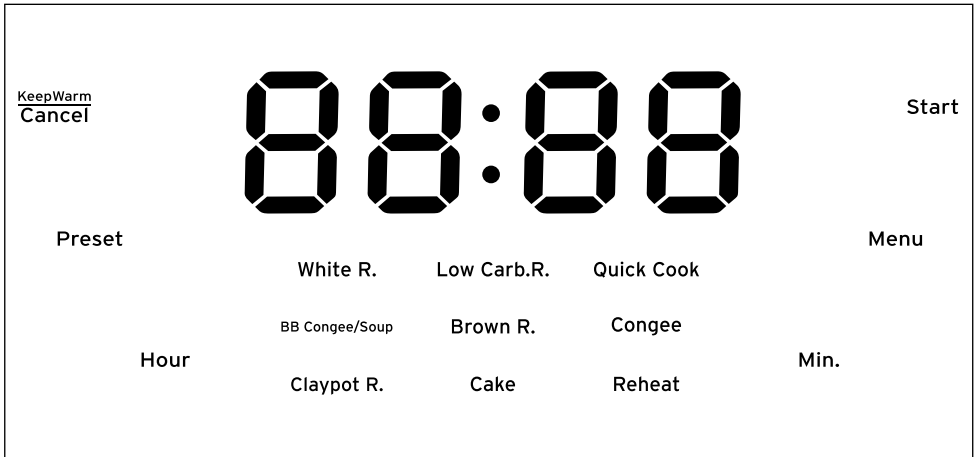 88:88
KeepWarm
Cancel
Start
Preset
Menu
White R.
Low Carb.R.
Quick Cook
BB Congee/Soup
Brown R.
Congee
Hour
Min.
Claypot R.
Cake
Reheat